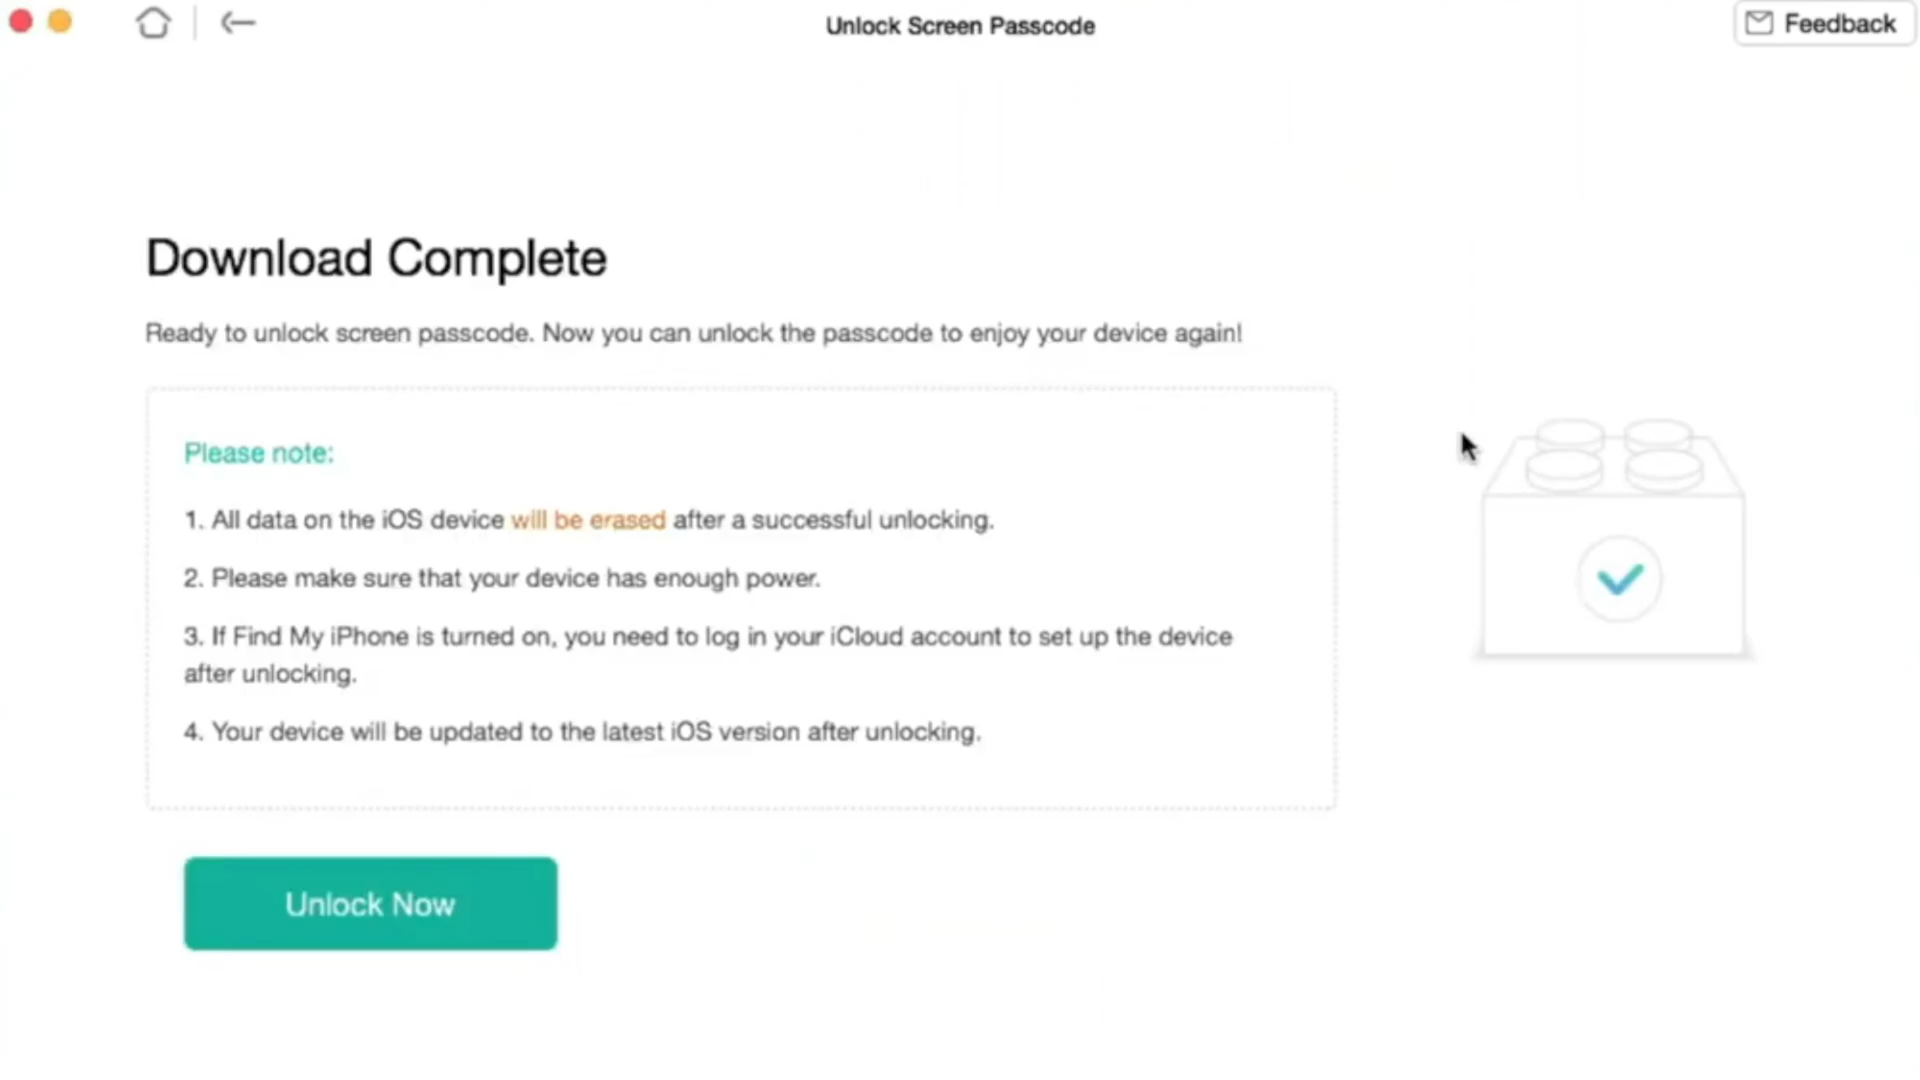 Unlock Screen Passcode
Feedback
Download Complete
Ready to unlock screen passcode. Now you can unlock the passcode to enjoy your device again!
Please note:
1. All data on the iOS device will be erased after a successful unlocking.
2. Please make sure that your device has enough power.
3. If Find My iPhone is turned on, you need to log in your iCloud account to set up the device
after unlocking.
4. Your device will be updated to the latest iOS version after unlocking.
Unlock Now